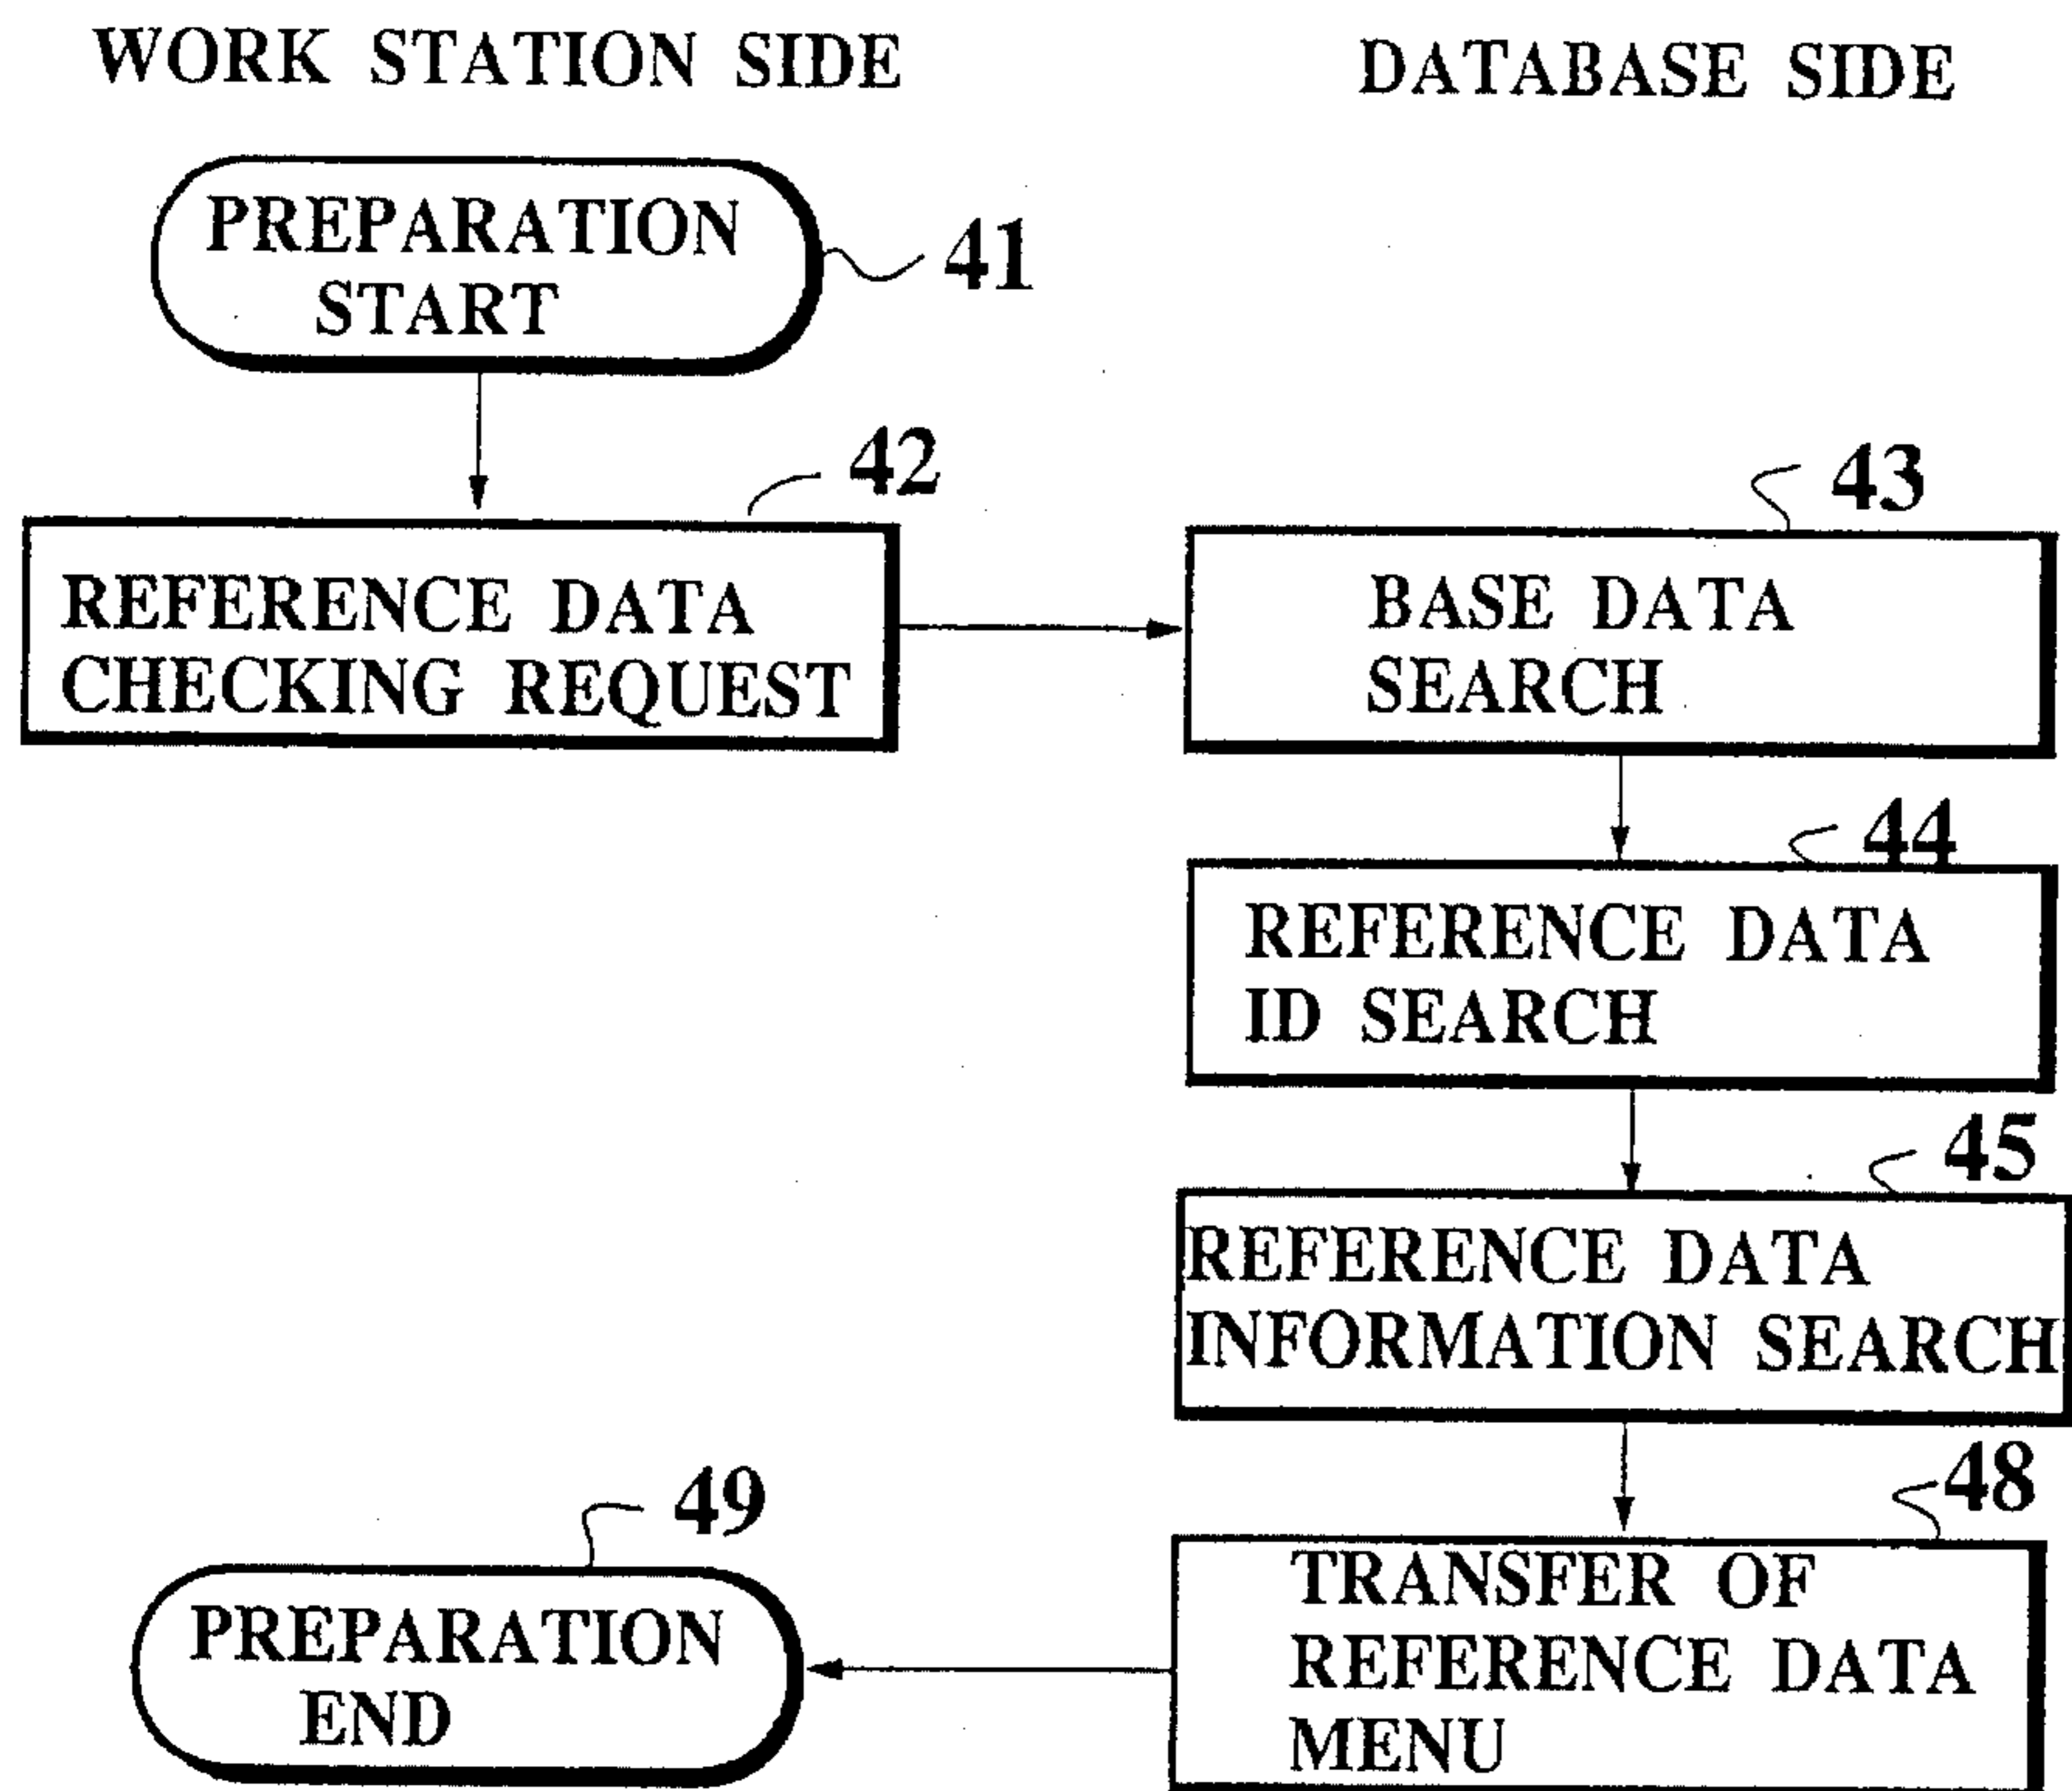 WORK STATION SIDE
DATABASE SIDE
PREPARATION
START
41
42
REFERENCE DATA
CHECKING REQUEST
43
BASE DATA
SEARCH
44
REFERENCE DATA
ID SEARCH
45
REFERENCE DATA
INFORMATION SEARCH
48
TRANSFER OF
REFERENCE DATA
MENU
49
PREPARATION
END